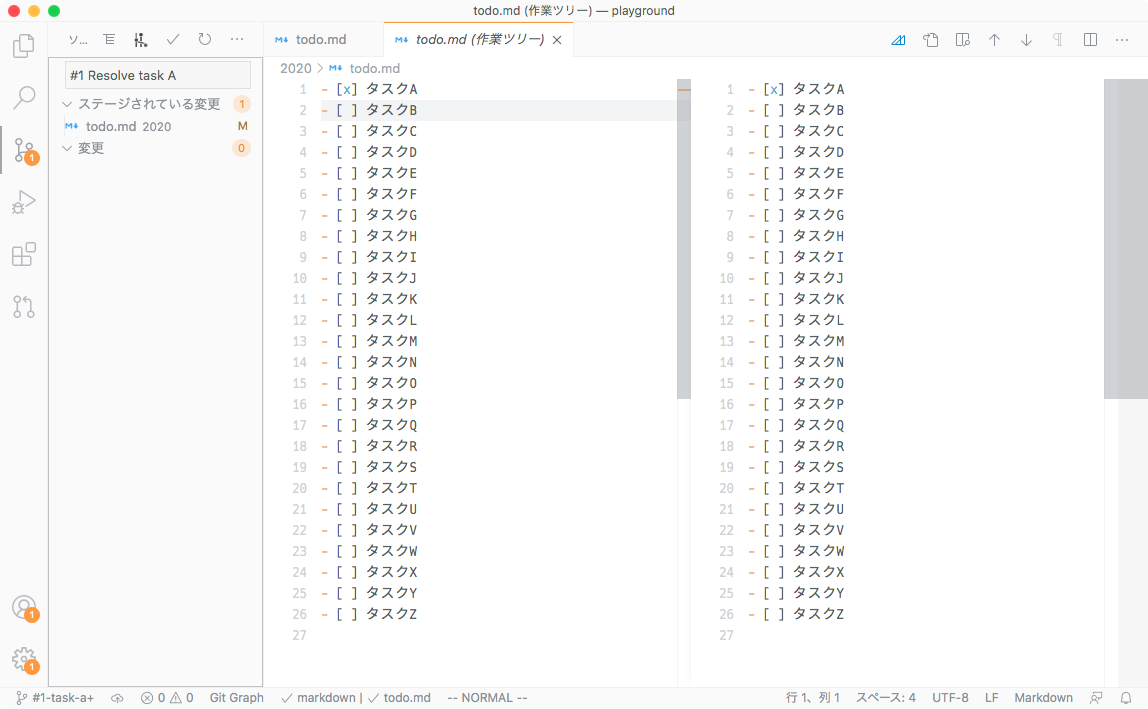 todo.md (作業ツリー) — playground
ソ...
todo.md
todo.md (作業ツリー)
#1 Resolve task A
ステージされている変更 1
todo.md 2020 M
変更 0
2020 > todo.md
1 - [x] タスクA
2 - [ ] タスクB
3 - [ ] タスクC
4 - [ ] タスクD
5 - [ ] タスクE
6 - [ ] タスクF
7 - [ ] タスクG
8 - [ ] タスクH
9 - [ ] タスクI
10 - [ ] タスクJ
11 - [ ] タスクK
12 - [ ] タスクL
13 - [ ] タスクM
14 - [ ] タスクN
15 - [ ] タスクO
16 - [ ] タスクP
17 - [ ] タスクQ
18 - [ ] タスクR
19 - [ ] タスクS
20 - [ ] タスクT
21 - [ ] タスクU
22 - [ ] タスクV
23 - [ ] タスクW
24 - [ ] タスクX
25 - [ ] タスクY
26 - [ ] タスクZ
27
1 - [x] タスクA
2 - [ ] タスクB
3 - [ ] タスクC
4 - [ ] タスクD
5 - [ ] タスクE
6 - [ ] タスクF
7 - [ ] タスクG
8 - [ ] タスクH
9 - [ ] タスクI
10 - [ ] タスクJ
11 - [ ] タスクK
12 - [ ] タスクL
13 - [ ] タスクM
14 - [ ] タスクN
15 - [ ] タスクO
16 - [ ] タスクP
17 - [ ] タスクQ
18 - [ ] タスクR
19 - [ ] タスクS
20 - [ ] タスクT
21 - [ ] タスクU
22 - [ ] タスクV
23 - [ ] タスクW
24 - [ ] タスクX
25 - [ ] タスクY
26 - [ ] タスクZ
27
1
1
1
#1-task-a+ 0 0 Git Graph ✓ markdown | ✓ todo.md -- NORMAL -- 行 1、列 1 スペース: 4 UTF-8 LF Markdown